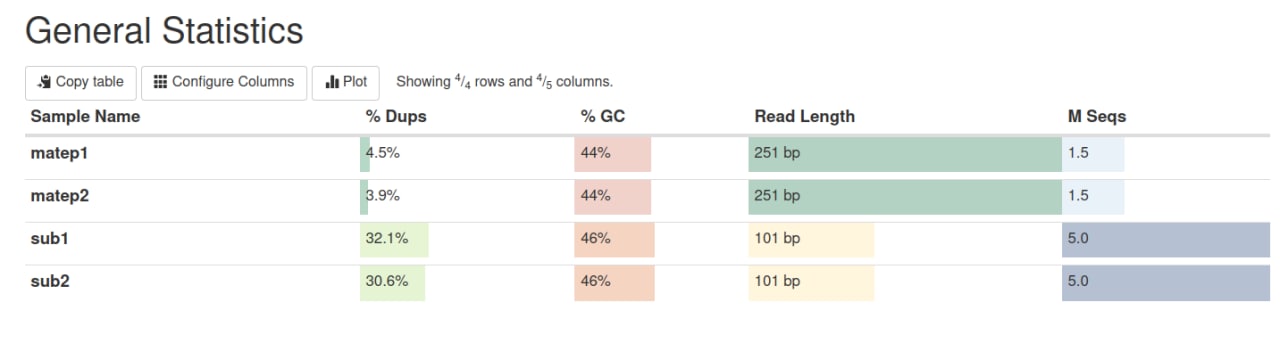 General Statistics
Copy table Configure Columns Plot Showing 4/4 rows and 4/5 columns.
Sample Name % Dups % GC Read Length M Seqs
matep1 4.5% 44% 251 bp 1.5
matep2 3.9% 44% 251 bp 1.5
sub1 32.1% 46% 101 bp 5.0
sub2 30.6% 46% 101 bp 5.0